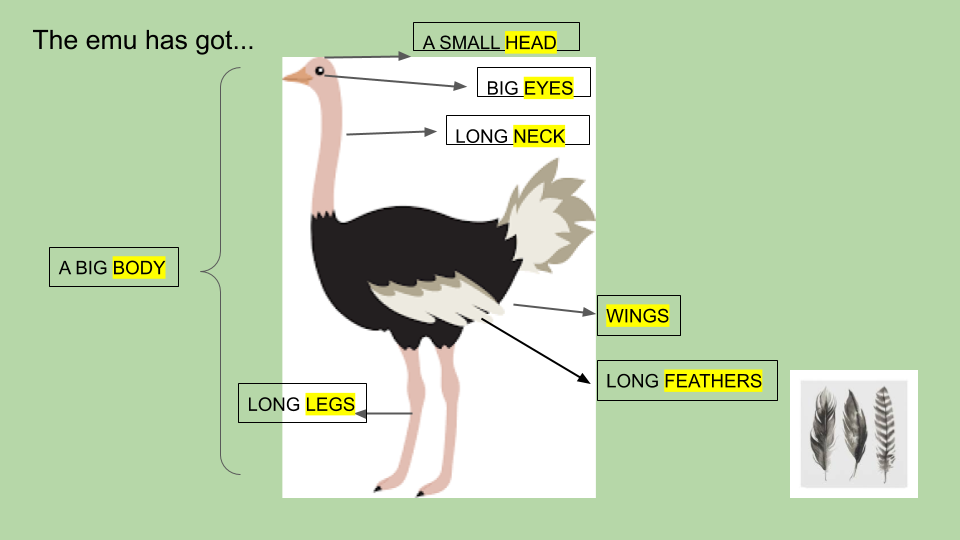 The emu has got...
A SMALL HEAD
BIG EYES
LONG NECK
A BIG BODY
WINGS
LONG FEATHERS
LONG LEGS